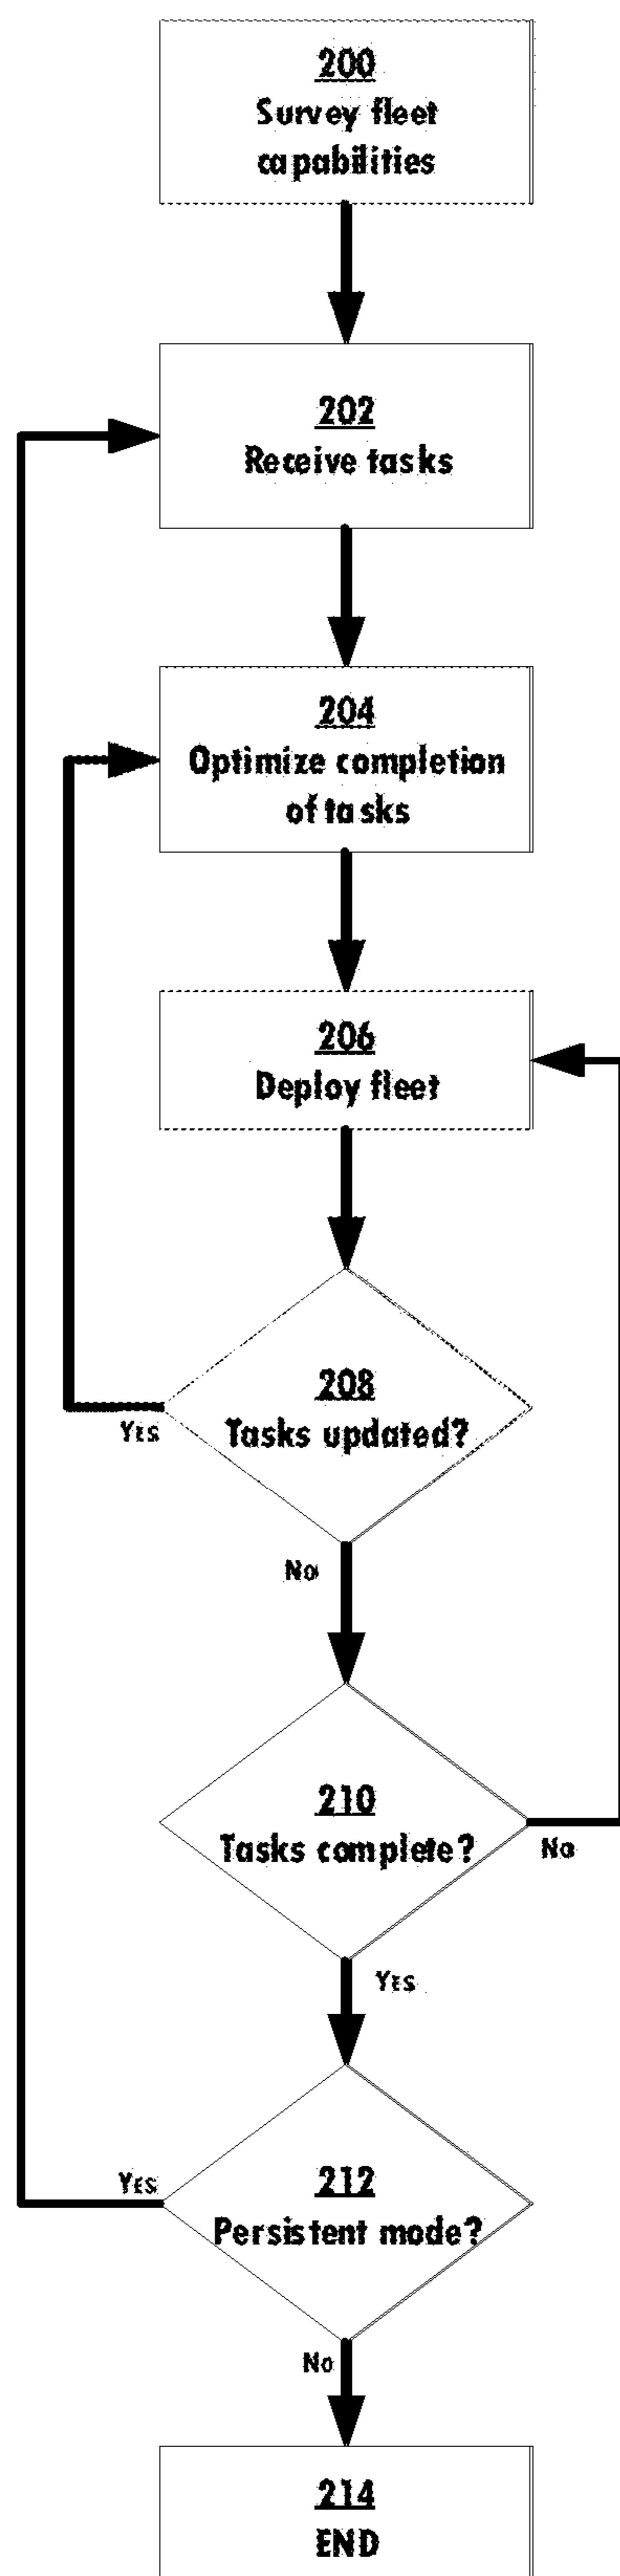 200
Survey fleet
capabilities
202
Receive tasks
204
Optimize completion
of tasks
206
Deploy fleet
208
Tasks updated?
Yes
No
210
Tasks complete?
No
Yes
212
Yes
Persistent mode?
No
214
END